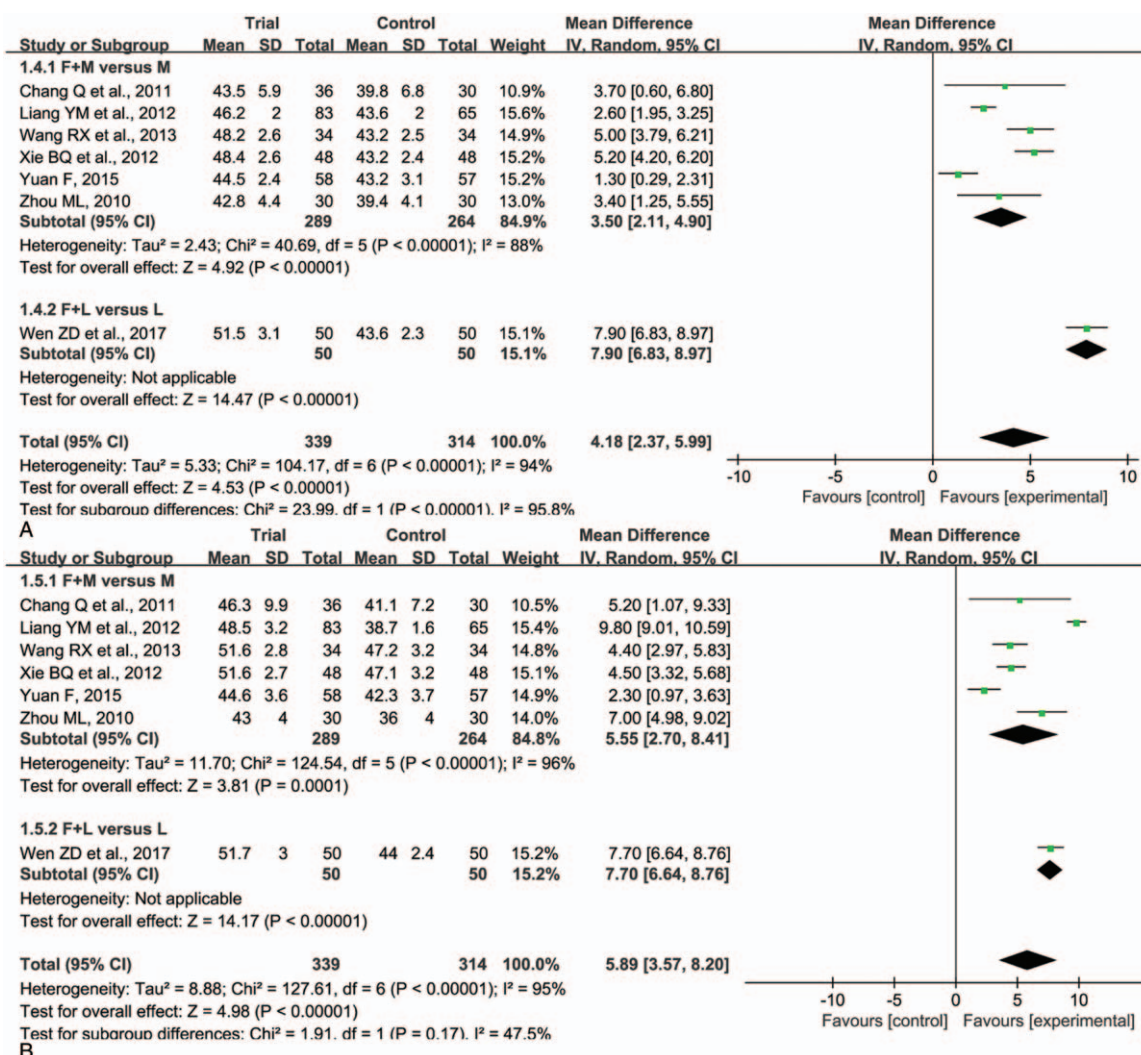 Trial Control Mean Difference Mean Difference
Study or Subgroup Mean SD Total Mean SD Total Weight IV, Random, 95% CI IV, Random, 95% CI
1.4.1 F+M versus M
Chang Q et al., 2011 43.5 5.9 36 39.8 6.8 30 10.9% 3.70 [0.60, 6.80]
Liang YM et al., 2012 46.2 2 83 43.6 2 65 15.6% 2.60 [1.95, 3.25]
Wang RX et al., 2013 48.2 2.6 34 43.2 2.5 34 14.9% 5.00 [3.79, 6.21]
Xie BQ et al., 2012 48.4 2.6 48 43.2 2.4 48 15.2% 5.20 [4.20, 6.20]
Yuan F, 2015 44.5 2.4 58 43.2 3.1 57 15.2% 1.30 [0.29, 2.31]
Zhou ML, 2010 42.8 4.4 30 39.4 4.1 30 13.0% 3.40 [1.25, 5.55]
Subtotal (95% CI) 289 264 84.9% 3.50 [2.11, 4.90]
Heterogeneity: Tau² = 2.43; Chi² = 40.69, df = 5 (P < 0.00001); I² = 88%
Test for overall effect: Z = 4.92 (P < 0.00001)
1.4.2 F+L versus L
Wen ZD et al., 2017 51.5 3.1 50 43.6 2.3 50 15.1% 7.90 [6.83, 8.97]
Subtotal (95% CI) 50 50 15.1% 7.90 [6.83, 8.97]
Heterogeneity: Not applicable
Test for overall effect: Z = 14.47 (P < 0.00001)
Total (95% CI) 339 314 100.0% 4.18 [2.37, 5.99]
Heterogeneity: Tau² = 5.33; Chi² = 104.17, df = 6 (P < 0.00001); I² = 94%
Test for overall effect: Z = 4.53 (P < 0.00001)
Test for subgroup differences: Chi² = 23.99, df = 1 (P < 0.00001), I² = 95.8%
-10 -5 0 5 10
Favours [control] Favours [experimental]
A
Trial Control Mean Difference Mean Difference
Study or Subgroup Mean SD Total Mean SD Total Weight IV, Random, 95% CI IV, Random, 95% CI
1.5.1 F+M versus M
Chang Q et al., 2011 46.3 9.9 36 41.1 7.2 30 10.5% 5.20 [1.07, 9.33]
Liang YM et al., 2012 48.5 3.2 83 38.7 1.6 65 15.4% 9.80 [9.01, 10.59]
Wang RX et al., 2013 51.6 2.8 34 47.2 3.2 34 14.8% 4.40 [2.97, 5.83]
Xie BQ et al., 2012 51.6 2.7 48 47.1 3.2 48 15.1% 4.50 [3.32, 5.68]
Yuan F, 2015 44.6 3.6 58 42.3 3.7 57 14.9% 2.30 [0.97, 3.63]
Zhou ML, 2010 43 4 30 36 4 30 14.0% 7.00 [4.98, 9.02]
Subtotal (95% CI) 289 264 84.8% 5.55 [2.70, 8.41]
Heterogeneity: Tau² = 11.70; Chi² = 124.54, df = 5 (P < 0.00001); I² = 96%
Test for overall effect: Z = 3.81 (P = 0.0001)
1.5.2 F+L versus L
Wen ZD et al., 2017 51.7 3 50 44 2.4 50 15.2% 7.70 [6.64, 8.76]
Subtotal (95% CI) 50 50 15.2% 7.70 [6.64, 8.76]
Heterogeneity: Not applicable
Test for overall effect: Z = 14.17 (P < 0.00001)
Total (95% CI) 339 314 100.0% 5.89 [3.57, 8.20]
Heterogeneity: Tau² = 8.88; Chi² = 127.61, df = 6 (P < 0.00001); I² = 95%
Test for overall effect: Z = 4.98 (P < 0.00001)
Test for subgroup differences: Chi² = 1.91, df = 1 (P = 0.17), I² = 47.5%
-10 -5 0 5 10
Favours [control] Favours [experimental]
B